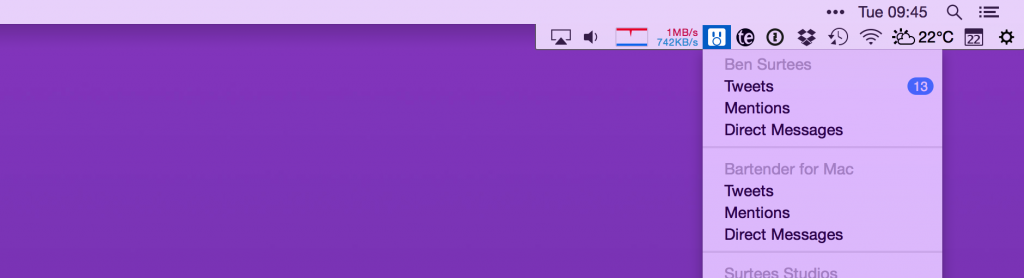 Tue 09:45
1MB/s
742KB/s
22°C
22
Ben Surtees
Tweets 13
Mentions
Direct Messages
Bartender for Mac
Tweets
Mentions
Direct Messages
Surtees Studios